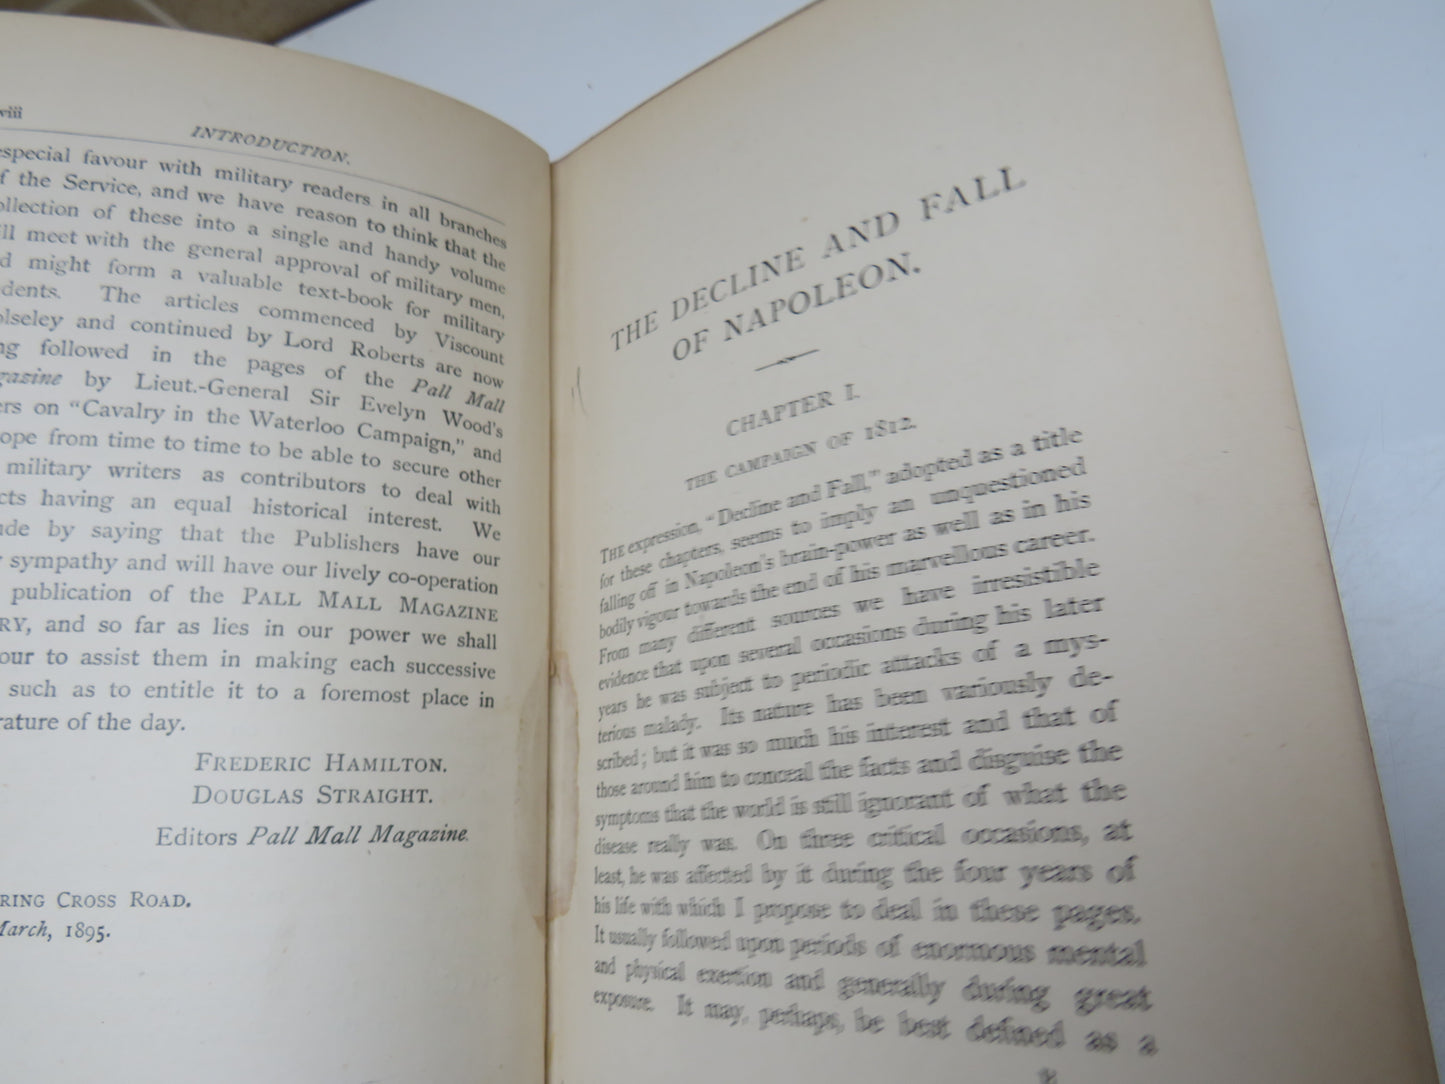 viii
INTRODUCTION.
especial favour with military readers in all branches
of the Service, and we have reason to think that the
ollection of these into a single and handy volume
ill meet with the general approval of military men,
d might form a valuable text-book for military
dents. The articles commenced by Viscount
olseley and continued by Lord Roberts are now
ng followed in the pages of the Pall Mall
gazine by Lieut.-General Sir Evelyn Wood's
ers on "Cavalry in the Waterloo Campaign," and
ope from time to time to be able to secure other
military writers as contributors to deal with
cts having an equal historical interest. We
ude by saying that the Publishers have our
sympathy and will have our lively co-operation
publication of the PALL MALL MAGAZINE
RY, and so far as lies in our power we shall
our to assist them in making each successive
such as to entitle it to a foremost place in
rature of the day.
FREDERIC HAMILTON.
DOUGLAS STRAIGHT.
Editors Pall Mall Magazine.
RING CROSS ROAD.
March, 1895.
THE DECLINE AND FALL
OF NAPOLEON.
CHAPTER I.
THE CAMPAIGN OF 1812.
THE expression, "Decline and Fall," adopted as a title
for these chapters, seems to imply an unquestioned
falling off in Napoleon's brain-power as well as in his
bodily vigour towards the end of his marvellous career.
From many different sources we have irresistible
evidence that upon several occasions during his later
years he was subject to periodic attacks of a mys-
terious malady. Its nature has been variously de-
scribed; but it was so much his interest and that of
those around him to conceal the facts and disguise the
symptoms that the world is still ignorant of what the
disease really was. On three critical occasions, at
least, he was affected by it during the four years of
his life with which I propose to deal in these pages.
It usually followed upon periods of enormous mental
and physical exertion and generally during great
exposure. It may, perhaps, be best defined as a